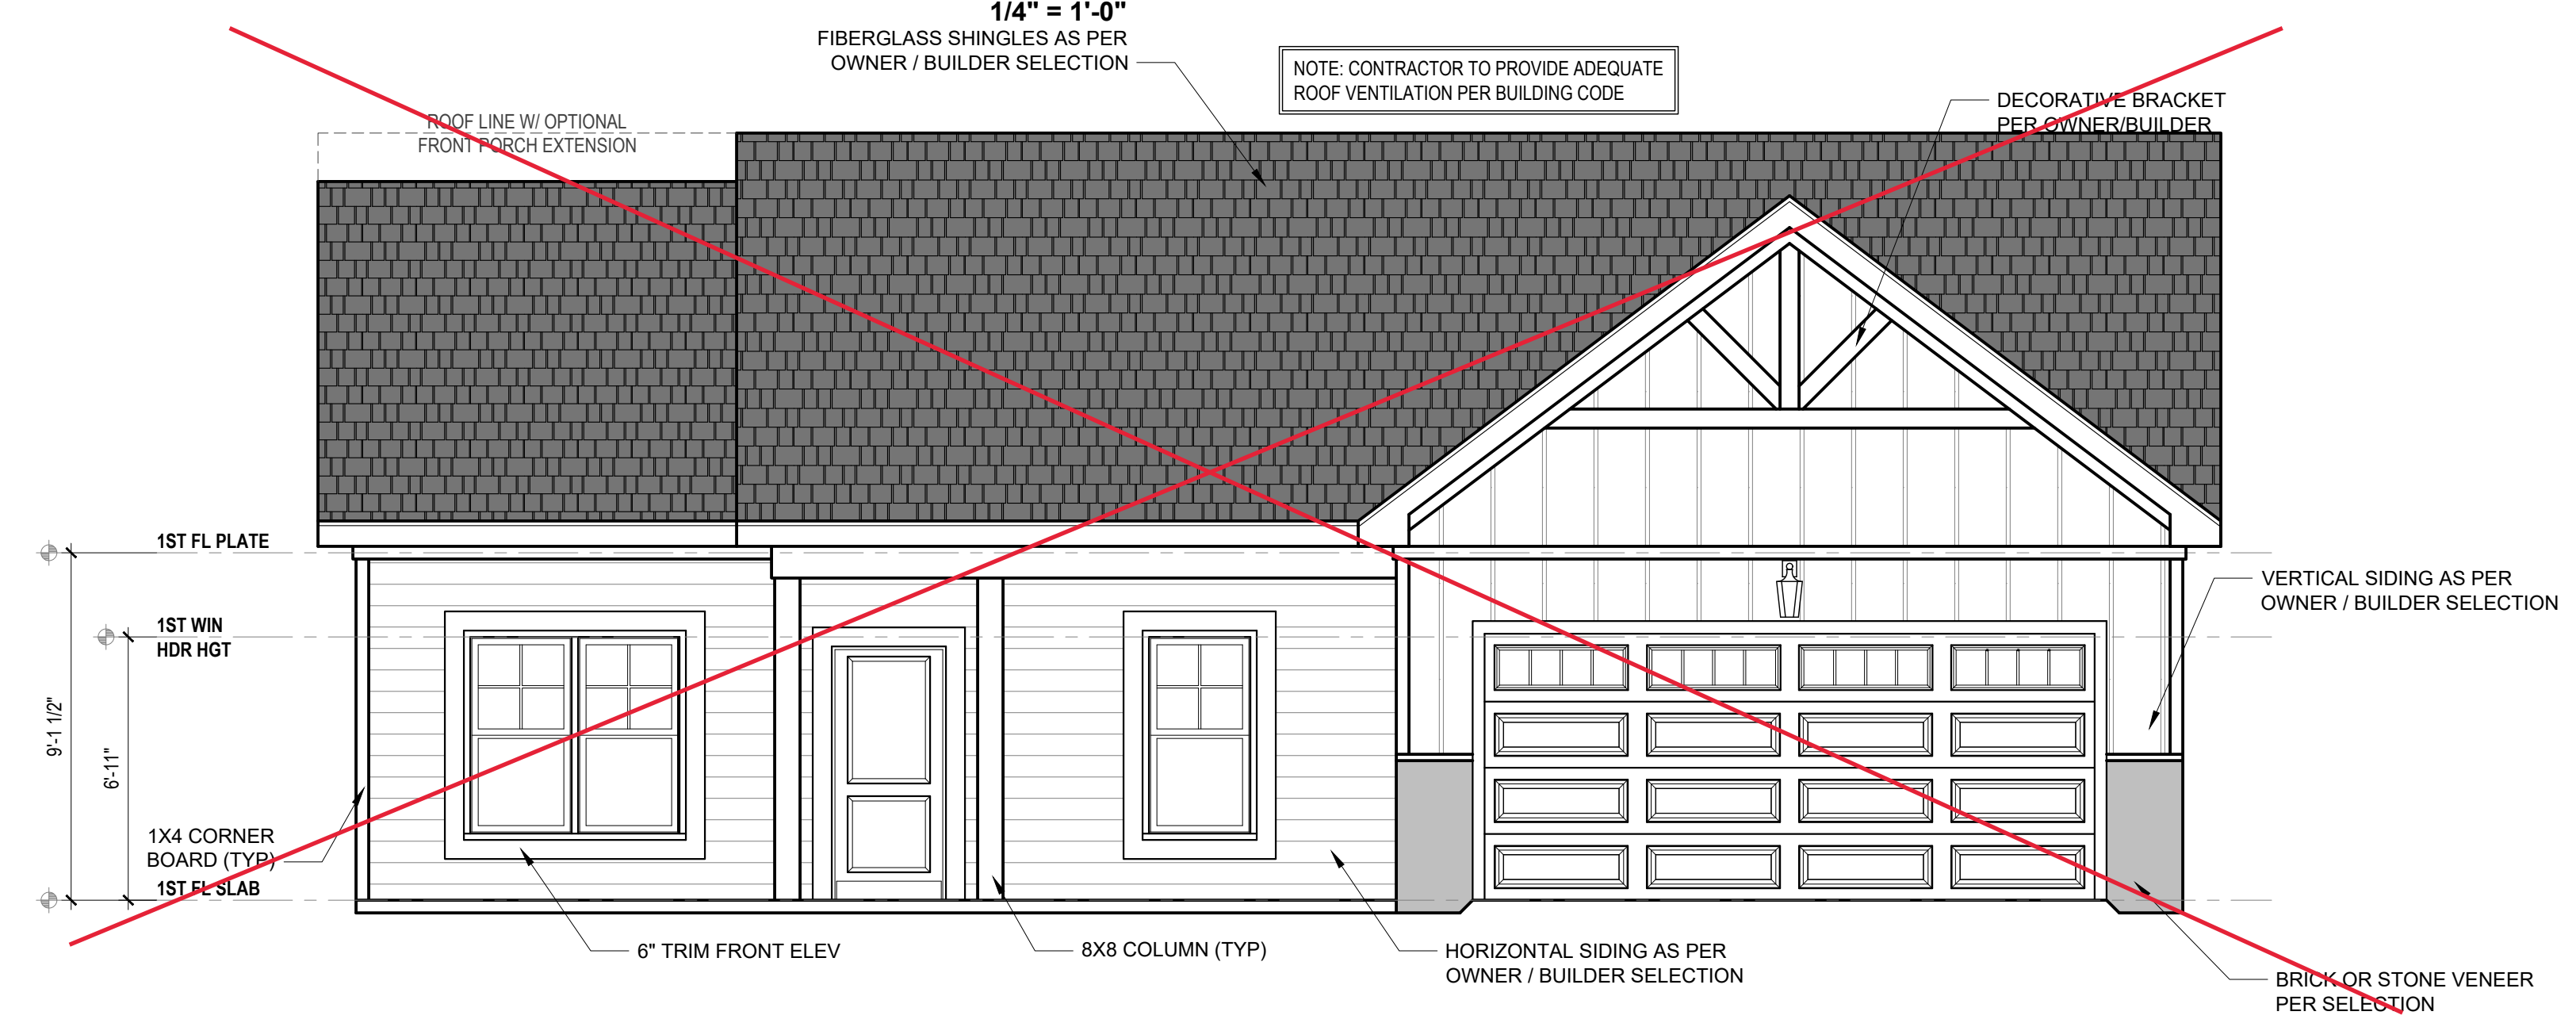 1/4" = 1'-0"
FIBERGLASS SHINGLES AS PER
OWNER / BUILDER SELECTION
NOTE: CONTRACTOR TO PROVIDE ADEQUATE
ROOF VENTILATION PER BUILDING CODE
DECORATIVE BRACKET
PER OWNER/BUILDER
ROOF LINE W/ OPTIONAL
FRONT PORCH EXTENSION
1ST FL PLATE
1ST WIN
HDR HGT
9'-1 1/2"
6'-11"
VERTICAL SIDING AS PER
OWNER / BUILDER SELECTION
1X4 CORNER
BOARD (TYP)
1ST FL SLAB
6" TRIM FRONT ELEV
8X8 COLUMN (TYP)
HORIZONTAL SIDING AS PER
OWNER / BUILDER SELECTION
BRICK OR STONE VENEER
PER SELECTION